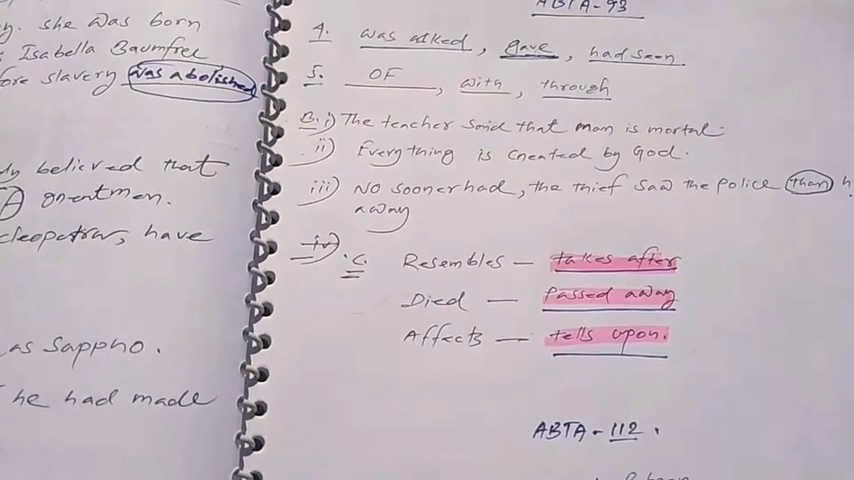 she was born
Isabella Baumfree
fore slavery was abolished
believed that
A greatmen.
cleopatra, have
as Sappho.
he had made
ABTA-93
4. was asked, gave, had seen
5. OF, with, through
B.i) The teacher said that man is mortal.
ii) Everything is created by God.
iii) No sooner had, the thief saw the police than h
away
iv) C. Resembles — takes after
Died — Passed away
Affects — tells upon.
ABTA - 112.